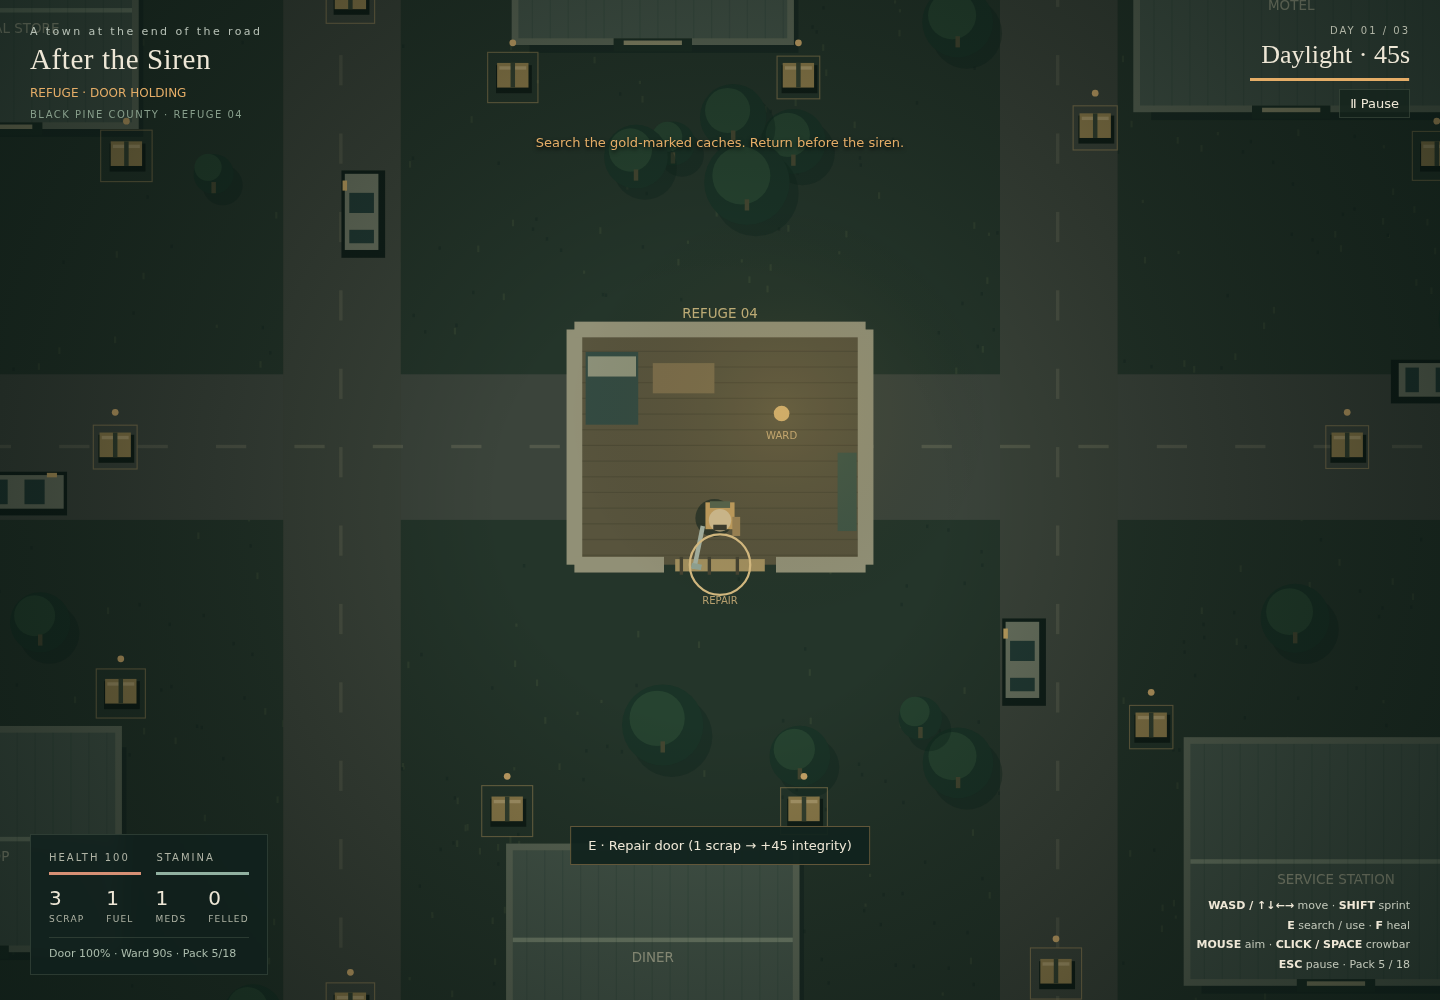 AL STORE
A town at the end of the road
After the Siren
REFUGE · DOOR HOLDING
BLACK PINE COUNTY · REFUGE 04
MOTEL
DAY 01 / 03
Daylight · 45s
II Pause
Search the gold-marked caches. Return before the siren.
REFUGE 04
WARD
REPAIR
E · Repair door (1 scrap → +45 integrity)
P
HEALTH 100 STAMINA
3 1 1 0
SCRAP FUEL MEDS FELLED
Door 100% · Ward 90s · Pack 5/18
DINER
SERVICE STATION
WASD / ↑↓←→ move · SHIFT sprint
E search / use · F heal
MOUSE aim · CLICK / SPACE crowbar
ESC pause · Pack 5 / 18